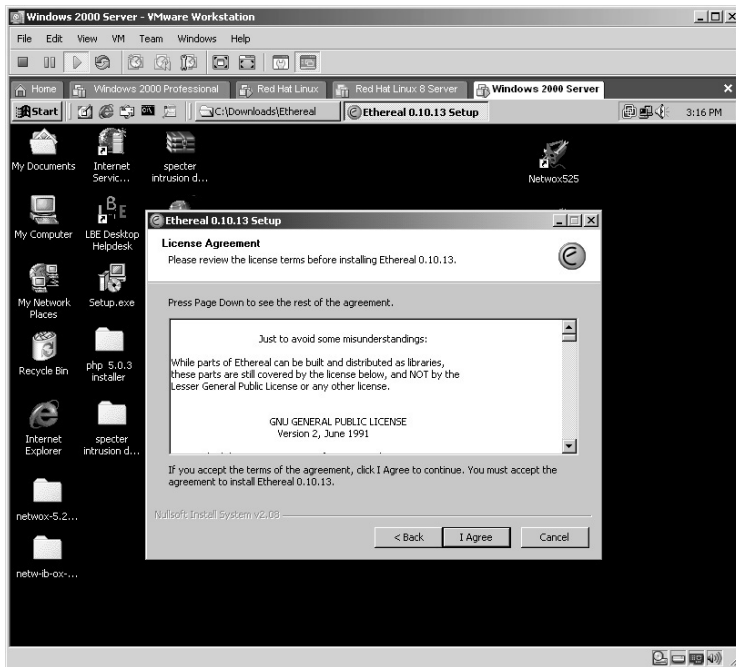 Windows 2000 Server - VMware Workstation
File Edit View VM Team Windows Help
Home Windows 2000 Professional Red Hat Linux Red Hat Linux 8 Server Windows 2000 Server
Start C:\Downloads\Ethereal Ethereal 0.10.13 Setup 3:16 PM
My Documents
Internet
Servic...
specter
intrusion d...
Netwox525
My Computer
LBE Desktop
Helpdesk
My Network
Places
Setup.exe
Recycle Bin
php 5.0.3
installer
Internet
Explorer
specter
intrusion d...
netwox-5.2...
netw-ib-ox-...
Ethereal 0.10.13 Setup
License Agreement
Please review the license terms before installing Ethereal 0.10.13.
Press Page Down to see the rest of the agreement.
Just to avoid some misunderstandings:
While parts of Ethereal can be built and distributed as libraries,
these parts are still covered by the license below, and NOT by the
Lesser General Public License or any other license.
GNU GENERAL PUBLIC LICENSE
Version 2, June 1991
If you accept the terms of the agreement, click I Agree to continue. You must accept the
agreement to install Ethereal 0.10.13.
Nullsoft Install System v2.08
< Back I Agree Cancel